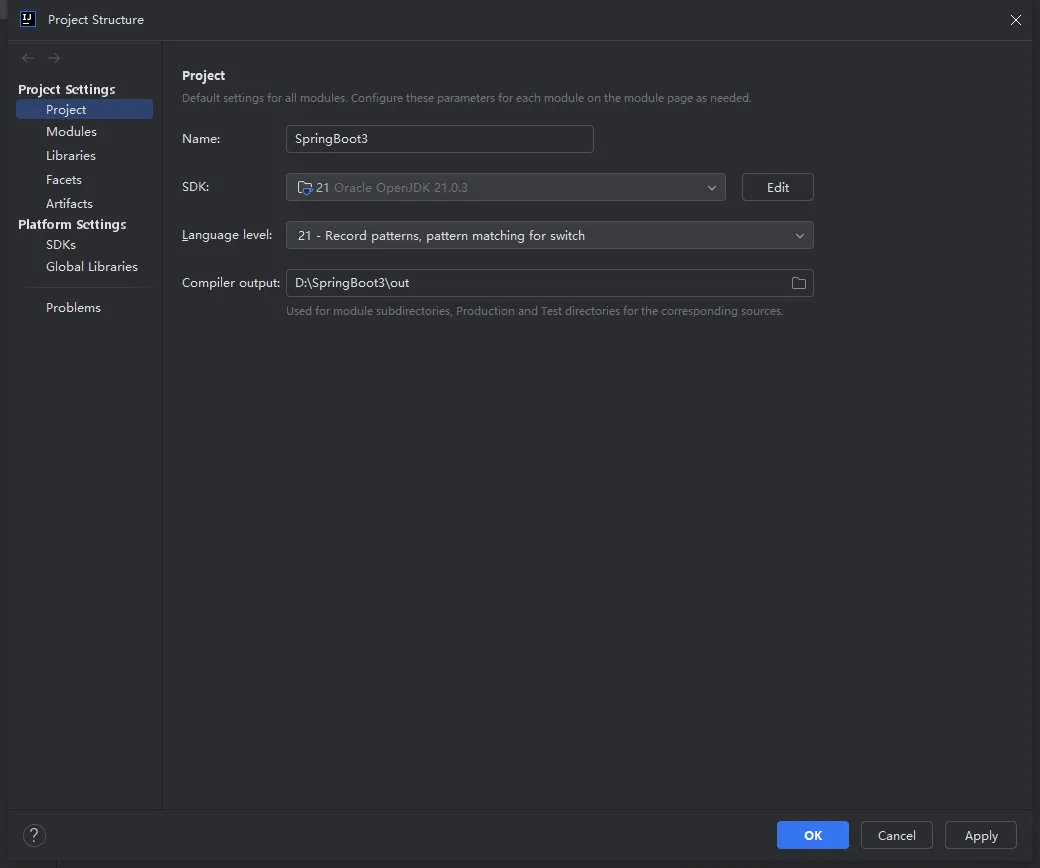 IJ Project Structure
Project Settings
Project
Modules
Libraries
Facets
Artifacts
Platform Settings
SDKs
Global Libraries
Problems
Project
Default settings for all modules. Configure these parameters for each module on the module page as needed.
Name: SpringBoot3
SDK: 21 Oracle OpenJDK 21.0.3 Edit
Language level: 21 - Record patterns, pattern matching for switch
Compiler output: D:\SpringBoot3\out
Used for module subdirectories, Production and Test directories for the corresponding sources.
? OK Cancel Apply